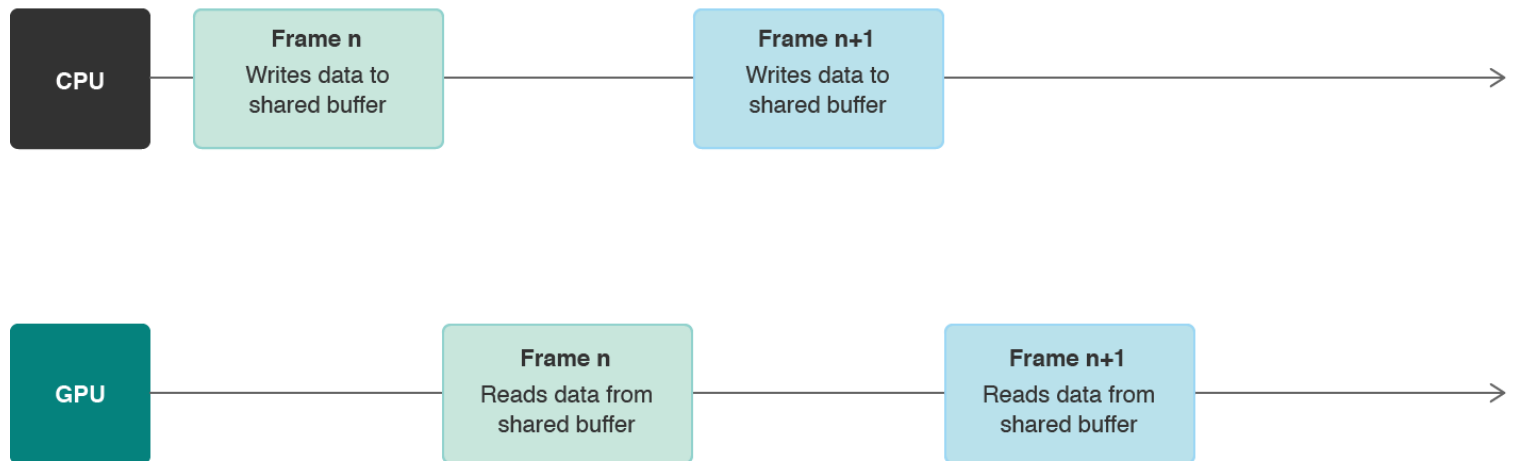 CPU
Frame n
Writes data to
shared buffer
Frame n+1
Writes data to
shared buffer
GPU
Frame n
Reads data from
shared buffer
Frame n+1
Reads data from
shared buffer